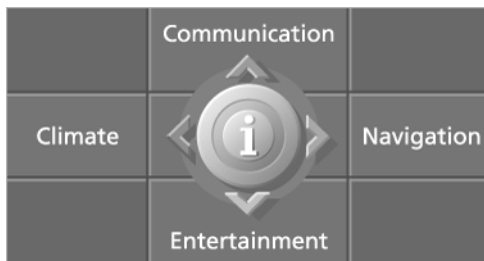 Communication
Climate
i
Navigation
Entertainment